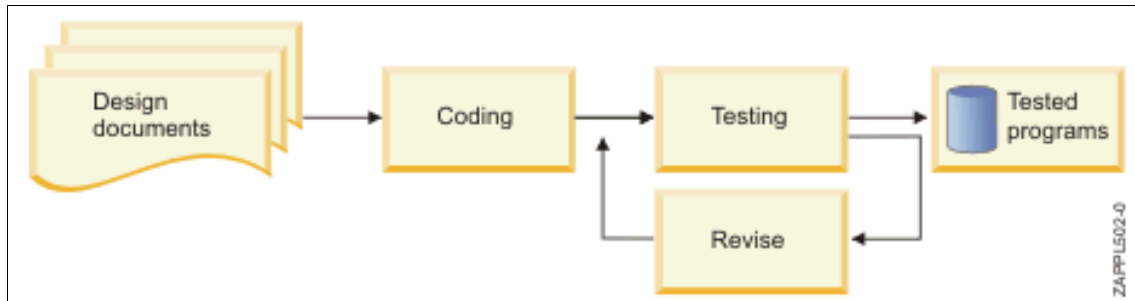 Design
documents
Coding
Testing
Tested
programs
Revise
ZAPPL502-0